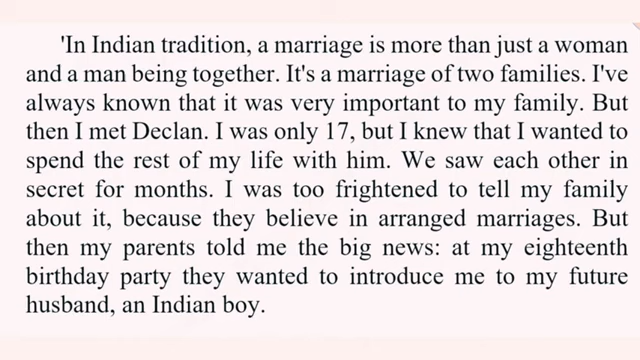 'In Indian tradition, a marriage is more than just a woman
and a man being together. It's a marriage of two families. I've
always known that it was very important to my family. But
then I met Declan. I was only 17, but I knew that I wanted to
spend the rest of my life with him. We saw each other in
secret for months. I was too frightened to tell my family
about it, because they believe in arranged marriages. But
then my parents told me the big news: at my eighteenth
birthday party they wanted to introduce me to my future
husband, an Indian boy.